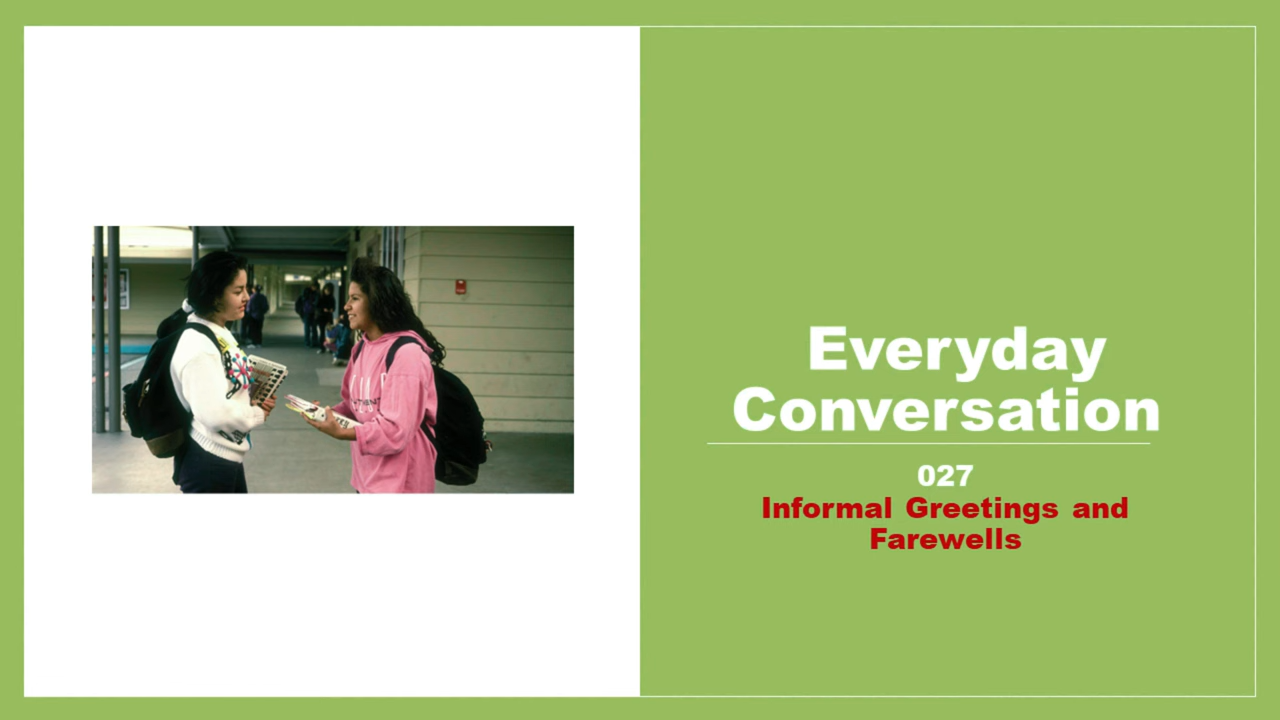 Everyday
Conversation
027
Informal Greetings and
Farewells